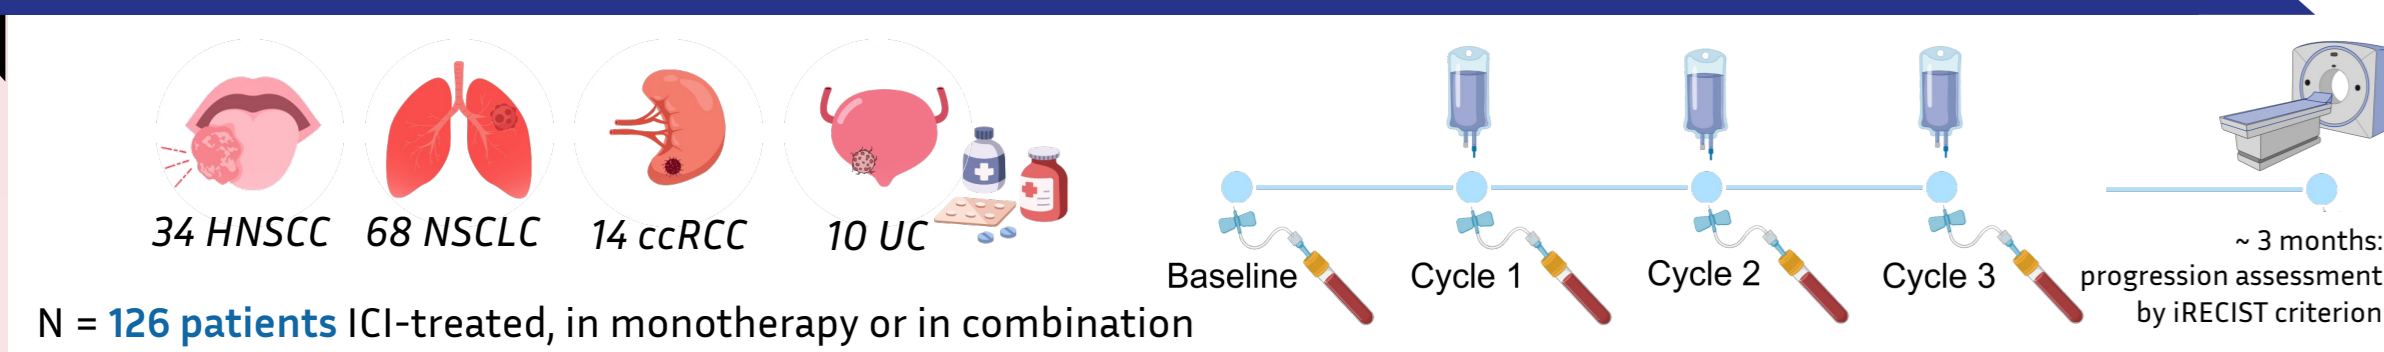 34 HNSCC
68 NSCLC
14 ccRCC
10 UC
N = 126 patients ICI-treated, in monotherapy or in combination
Baseline
Cycle 1
Cycle 2
Cycle 3
~ 3 months:
progression assessment
by iRECIST criterion